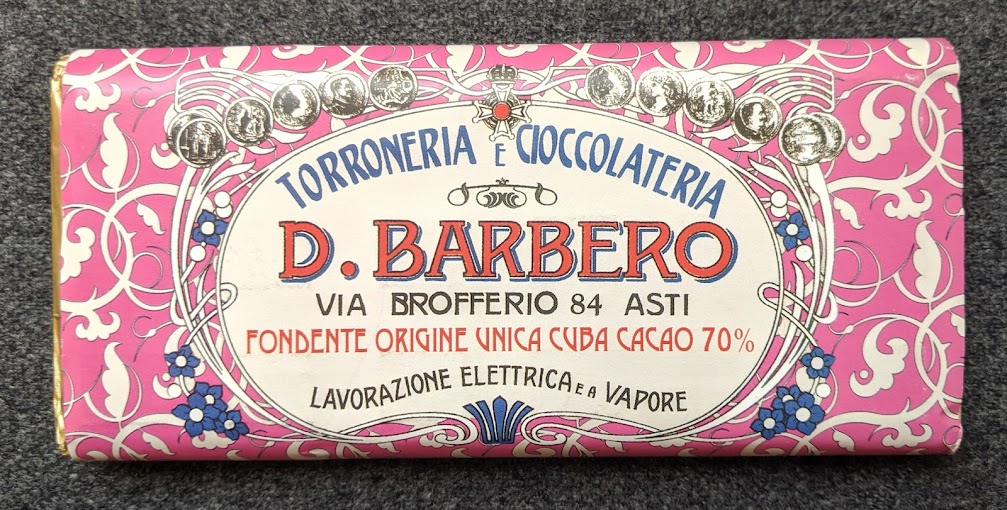 TORRONERIA E CIOCCOLATERIA
D. BARBERO
VIA BROFFERIO 84 ASTI
FONDENTE ORIGINE UNICA CUBA CACAO 70%
LAVORAZIONE ELETTRICA E A VAPORE